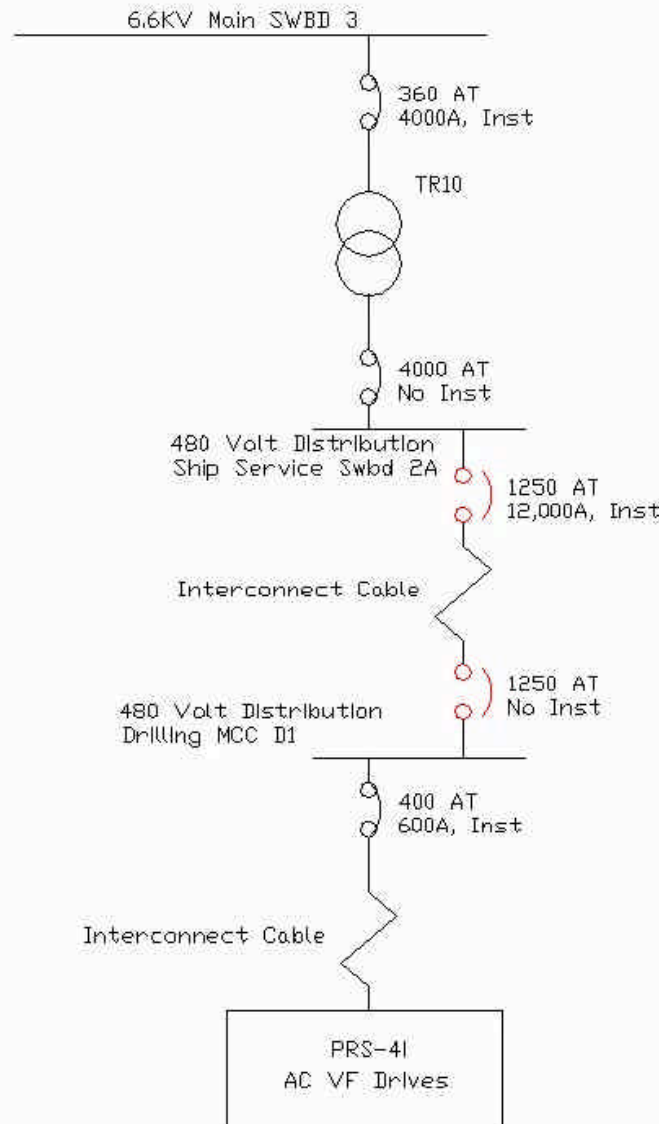 6.6KV Main SWBD 3
360 AT
4000A, Inst
TR10
4000 AT
No Inst
480 Volt Distribution
Ship Service Swbd 2A
1250 AT
12,000A, Inst
Interconnect Cable
1250 AT
No Inst
480 Volt Distribution
Drilling MCC D1
400 AT
600A, Inst
Interconnect Cable
PRS-4I
AC VF Drives